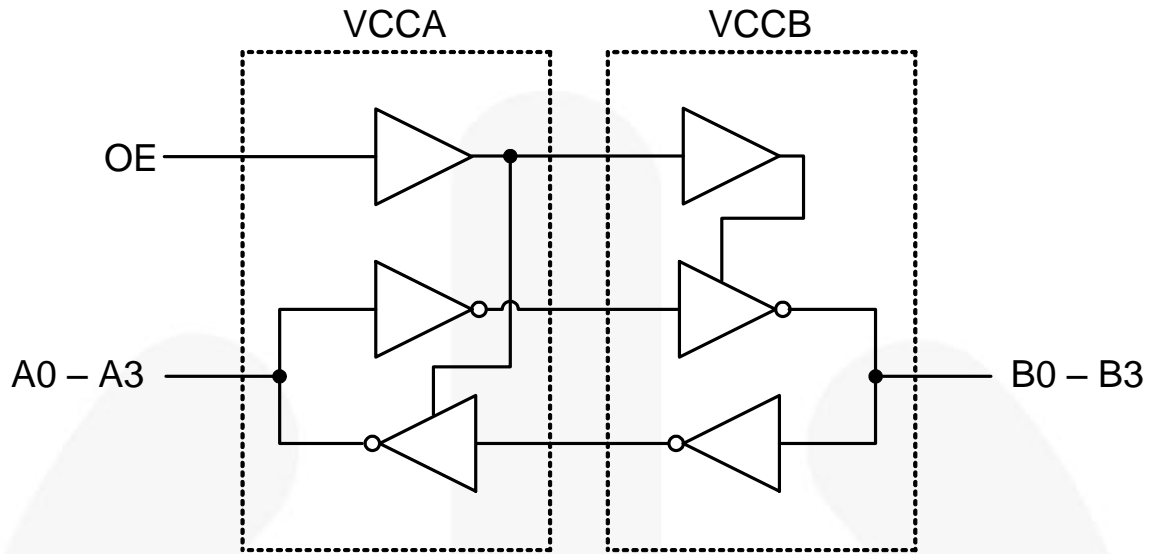 VCCA
VCCB
OE
A0 – A3
B0 – B3